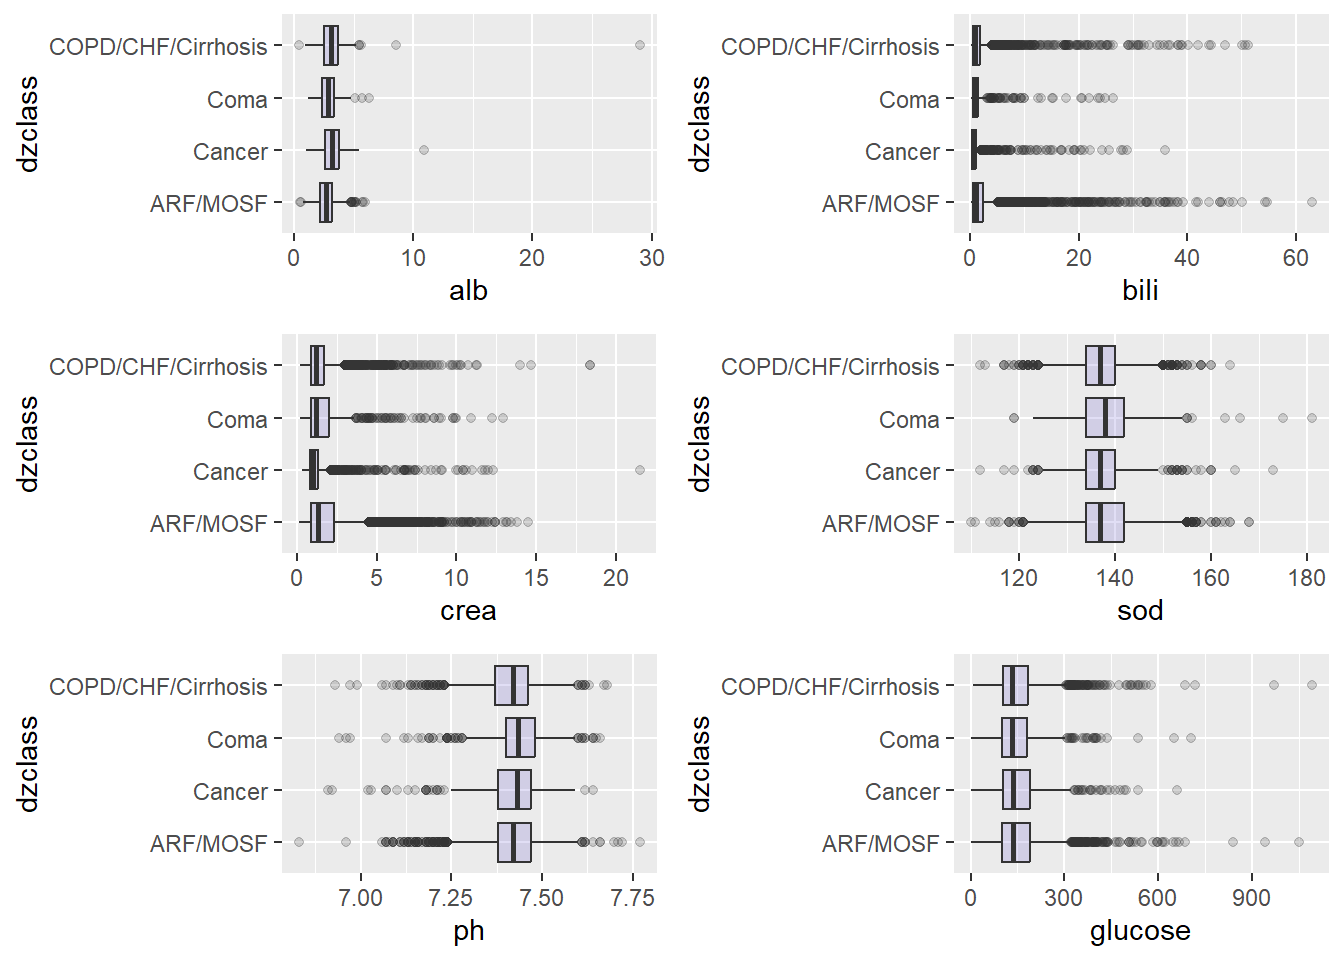 dzclass
COPD/CHF/Cirrhosis
Coma
Cancer
ARF/MOSF
0 10 20 30
alb
dzclass
COPD/CHF/Cirrhosis
Coma
Cancer
ARF/MOSF
0 20 40 60
bili
dzclass
COPD/CHF/Cirrhosis
Coma
Cancer
ARF/MOSF
0 5 10 15 20
crea
dzclass
COPD/CHF/Cirrhosis
Coma
Cancer
ARF/MOSF
120 140 160 180
sod
dzclass
COPD/CHF/Cirrhosis
Coma
Cancer
ARF/MOSF
7.00 7.25 7.50 7.75
ph
dzclass
COPD/CHF/Cirrhosis
Coma
Cancer
ARF/MOSF
0 300 600 900
glucose